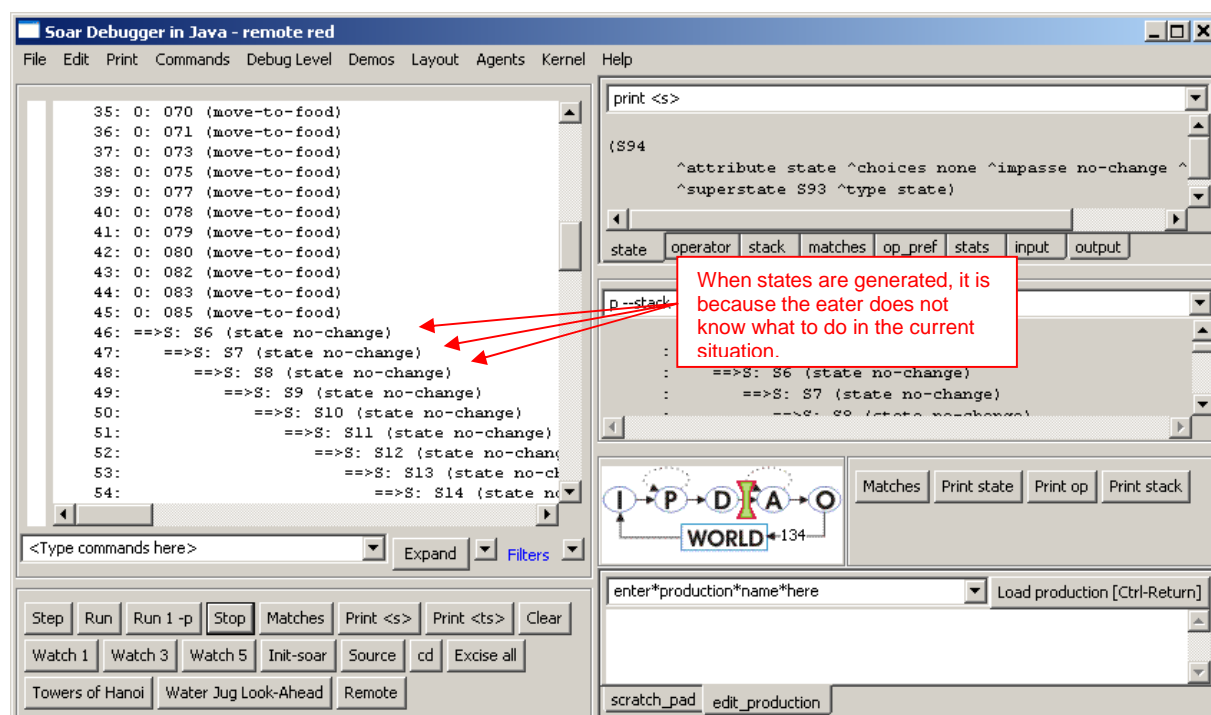 Soar Debugger in Java - remote red
File Edit Print Commands Debug Level Demos Layout Agents Kernel Help
35: O: O70 (move-to-food)
36: O: O71 (move-to-food)
37: O: O73 (move-to-food)
38: O: O75 (move-to-food)
39: O: O77 (move-to-food)
40: O: O78 (move-to-food)
41: O: O79 (move-to-food)
42: O: O80 (move-to-food)
43: O: O82 (move-to-food)
44: O: O83 (move-to-food)
45: O: O85 (move-to-food)
46: ==>S: S6 (state no-change)
47: ==>S: S7 (state no-change)
48: ==>S: S8 (state no-change)
49: ==>S: S9 (state no-change)
50: ==>S: S10 (state no-change)
51: ==>S: S11 (state no-change)
52: ==>S: S12 (state no-chang
53: ==>S: S13 (state no-ch
54: ==>S: S14 (state no
<Type commands here>
Expand Filters
Step Run Run 1 -p Stop Matches Print <s> Print <ts> Clear
Watch 1 Watch 3 Watch 5 Init-soar Source cd Excise all
Towers of Hanoi Water Jug Look-Ahead Remote
print <s>
(S94
^attribute state ^choices none ^impasse no-change ^
^superstate S93 ^type state)
state operator stack matches op_pref stats input output
When states are generated, it is
because the eater does not
know what to do in the current
situation.
p --stack
:
: ==>S: S6 (state no-change)
: ==>S: S7 (state no-change)
: ==>S: S8 (state no-change)
I P D A O
WORLD 134
Matches Print state Print op Print stack
enter*production*name*here
Load production [Ctrl-Return]
scratch_pad edit_production